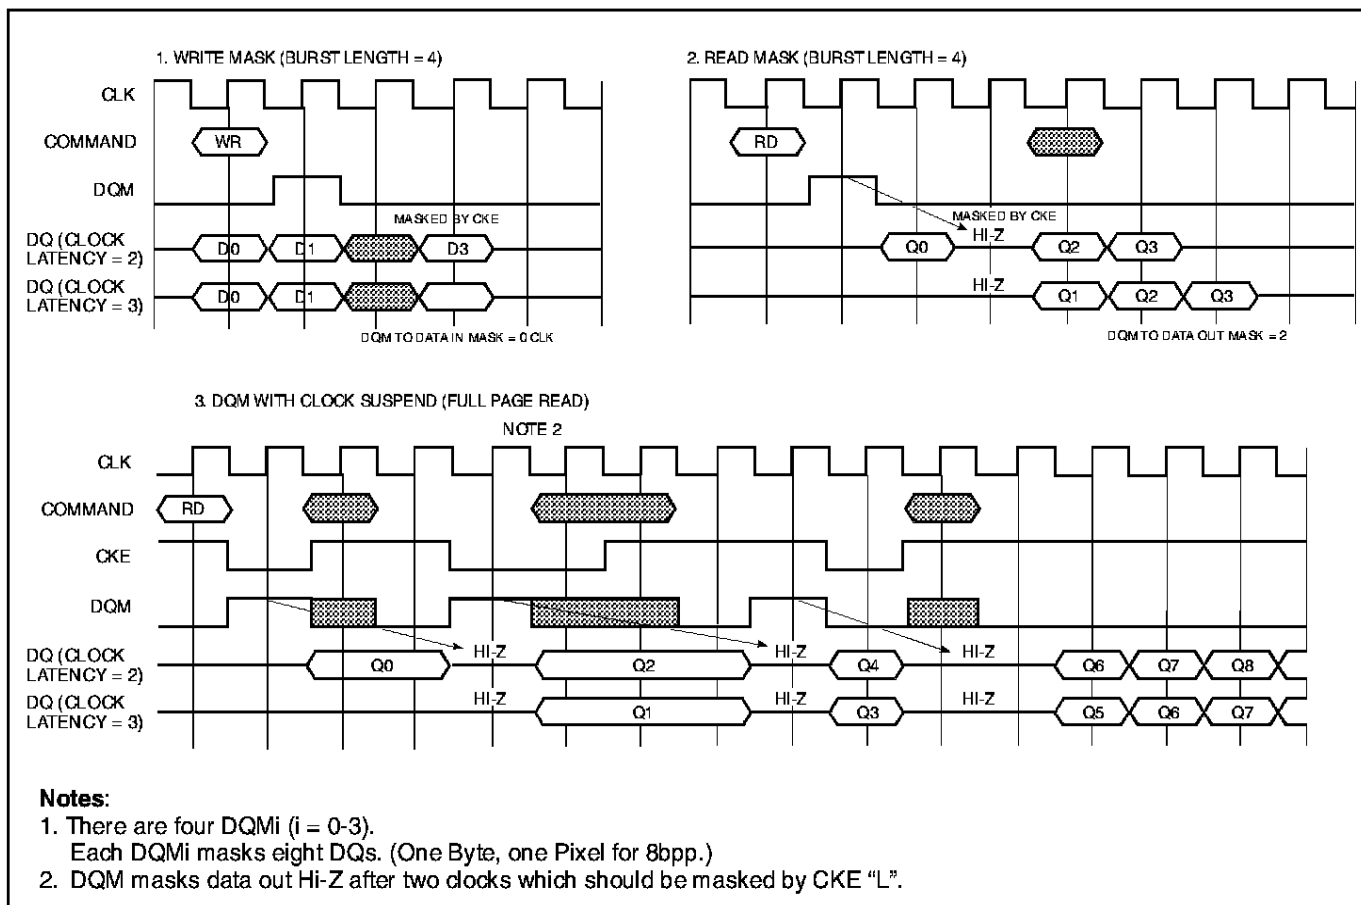 1. WRITE MASK (BURST LENGTH = 4)
CLK
COMMAND
WR
DQM
MASKED BY CKE
DQ (CLOCK
LATENCY = 2)
D0 D1 D3
DQ (CLOCK
LATENCY = 3)
D0 D1
DQM TO DATA IN MASK = 0 CLK
2. READ MASK (BURST LENGTH = 4)
RD
MASKED BY CKE
HI-Z
Q0 Q2 Q3
HI-Z
Q1 Q2 Q3
DQM TO DATA OUT MASK = 2
3. DQM WITH CLOCK SUSPEND (FULL PAGE READ)
NOTE 2
CLK
COMMAND
RD
CKE
DQM
DQ (CLOCK
LATENCY = 2)
Q0 HI-Z Q2 HI-Z Q4 HI-Z Q6 Q7 Q8
DQ (CLOCK
LATENCY = 3)
HI-Z Q1 HI-Z Q3 HI-Z Q5 Q6 Q7
Notes:
1. There are four DQMi (i = 0-3).
Each DQMi masks eight DQs. (One Byte, one Pixel for 8bpp.)
2. DQM masks data out Hi-Z after two clocks which should be masked by CKE "L".